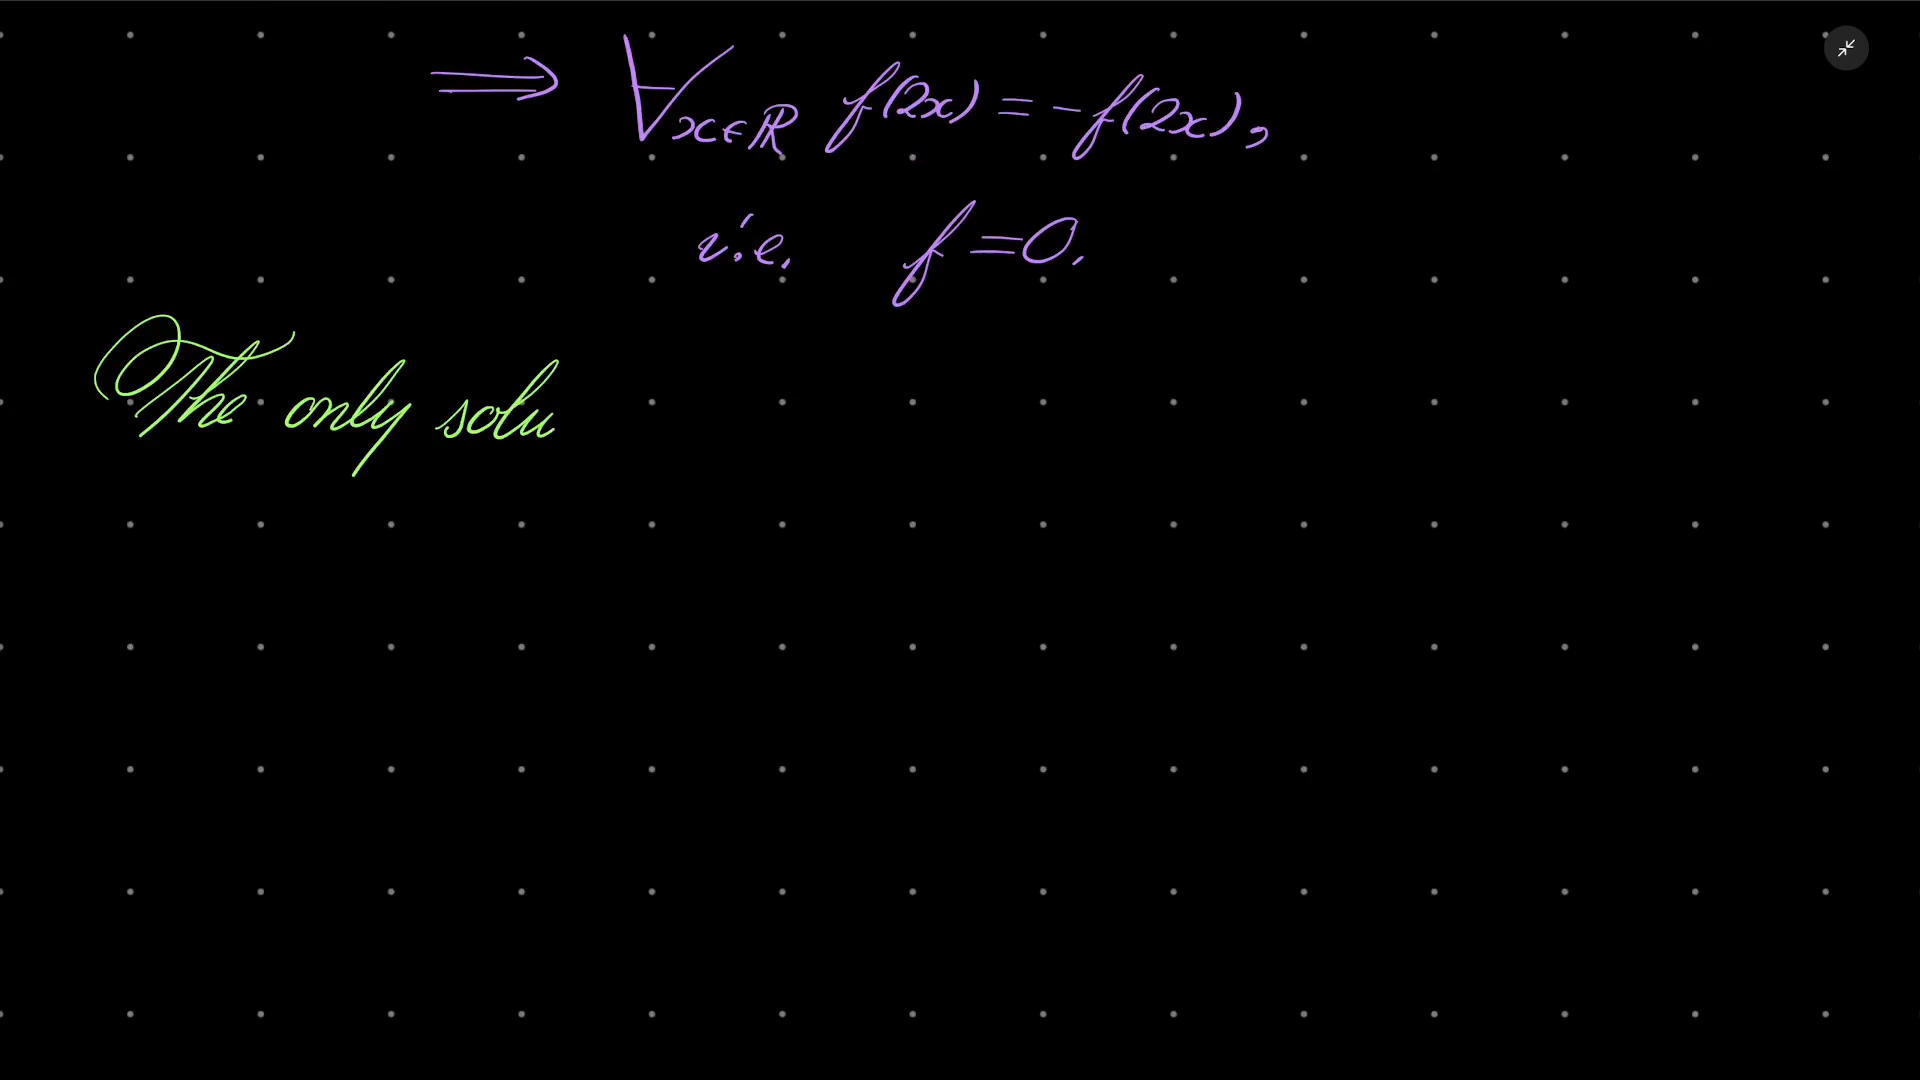 ⟹ ∀x∈ℝ f(2x) = -f(2x),
i.e. f = 0.
The only solu